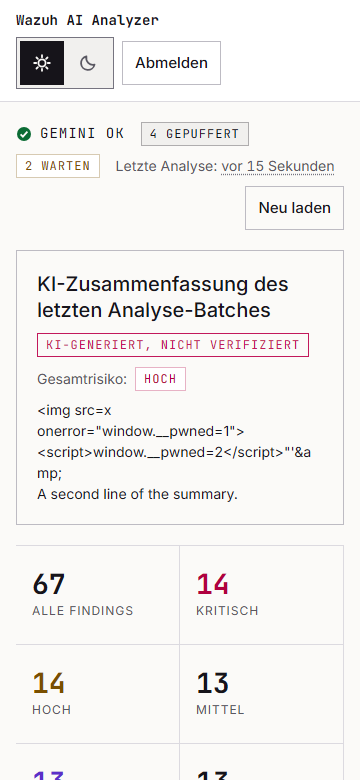 Wazuh AI Analyzer
Abmelden
GEMINI OK
4 GEPUFFERT
2 WARTEN
Letzte Analyse: vor 15 Sekunden
Neu laden
KI-Zusammenfassung des
letzten Analyse-Batches
KI-GENERIERT, NICHT VERIFIZIERT
Gesamtrisiko: HOCH
<img src=x
onerror="window.__pwned=1">
<script>window.__pwned=2</script>"'&a
mp;
A second line of the summary.
67
ALLE FINDINGS
14
KRITISCH
14
HOCH
13
MITTEL
13
13